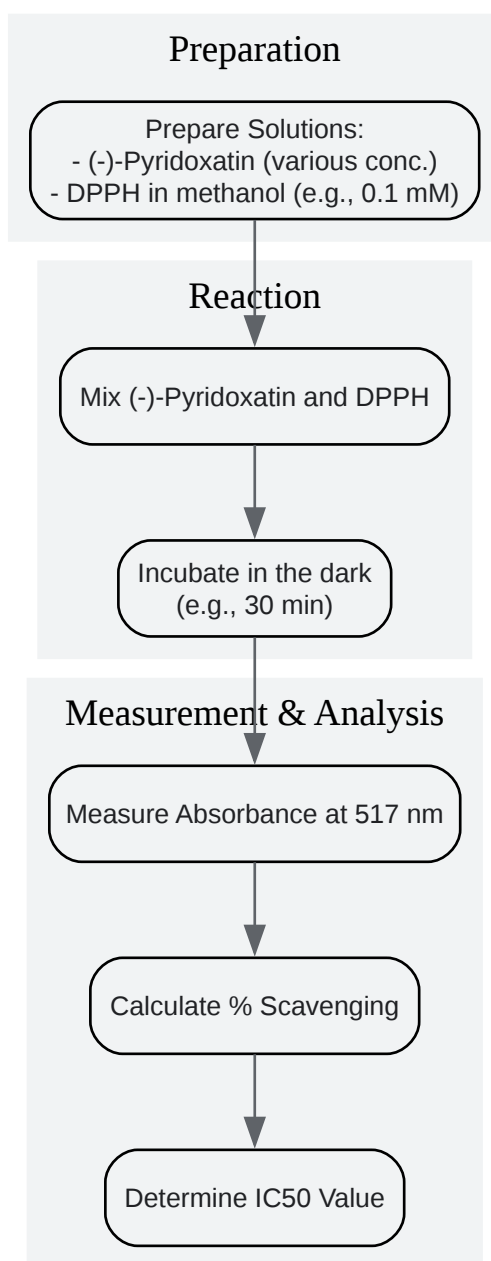 Preparation
Prepare Solutions:
- (-)-Pyridoxatin (various conc.)
- DPPH in methanol (e.g., 0.1 mM)
Reaction
Mix (-)-Pyridoxatin and DPPH
Incubate in the dark
(e.g., 30 min)
Measurement & Analysis
Measure Absorbance at 517 nm
Calculate % Scavenging
Determine IC50 Value